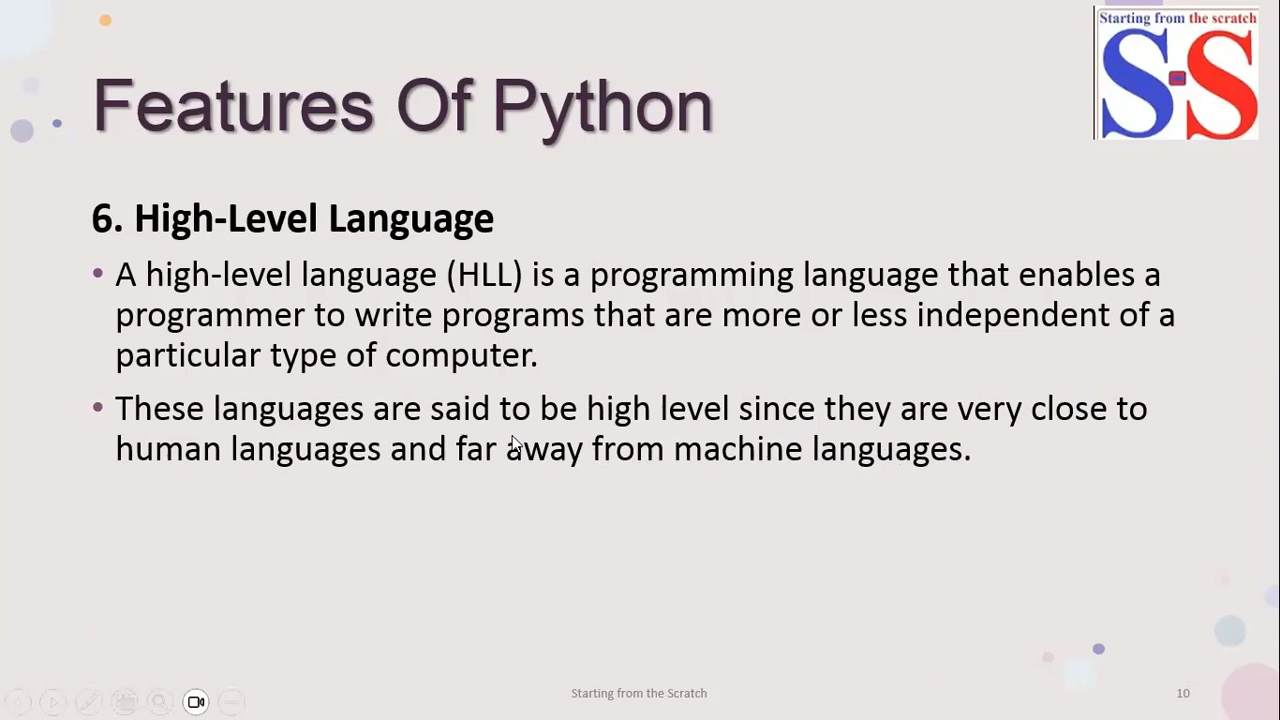 Starting from the scratch
S-S
Features Of Python
6. High-Level Language
• A high-level language (HLL) is a programming language that enables a
programmer to write programs that are more or less independent of a
particular type of computer.
• These languages are said to be high level since they are very close to
human languages and far away from machine languages.
Starting from the Scratch
10